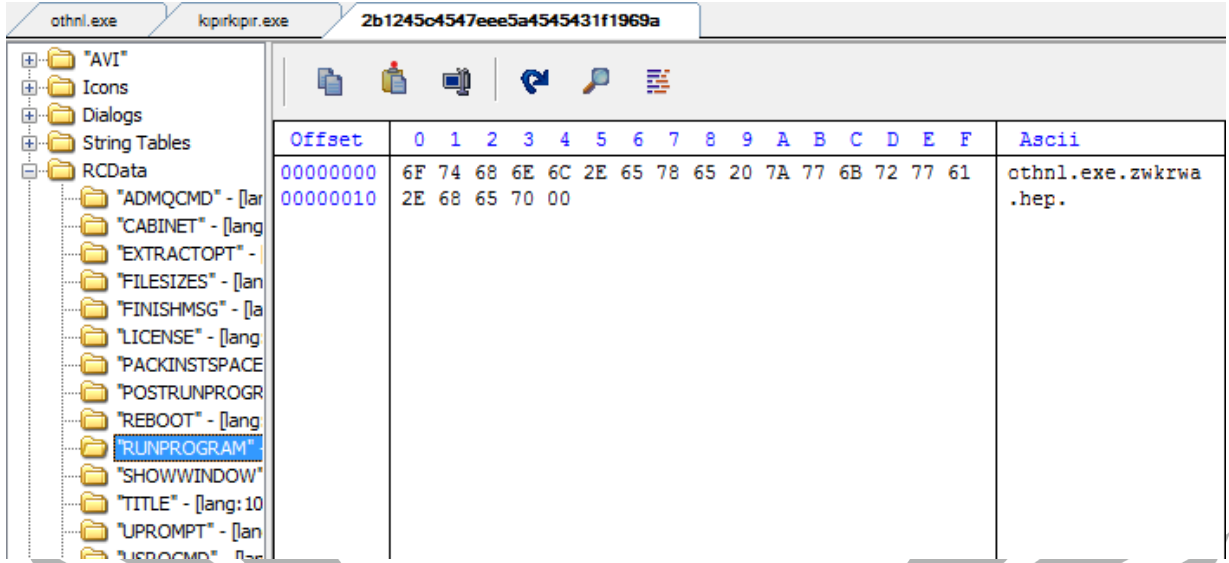 othnl.exe
kıpırkıpır.exe
2b1245c4547eee5a4545431f1969a
"AVI"
Icons
Dialogs
String Tables
RCData
"ADMQCMD" - [lar
"CABINET" - [lang
"EXTRACTOPT" - [
"FILESIZES" - [lan
"FINISHMSG" - [la
"LICENSE" - [lang
"PACKINSTSPACE
"POSTRUNPROGR
"REBOOT" - [lang
"RUNPROGRAM" -
"SHOWWINDOW"
"TITLE" - [lang:10
"UPROMPT" - [lan
Offset 0 1 2 3 4 5 6 7 8 9 A B C D E F Ascii
00000000 6F 74 68 6E 6C 2E 65 78 65 20 7A 77 6B 72 77 61 othnl.exe.zwkrwa
00000010 2E 68 65 70 00 .hep.